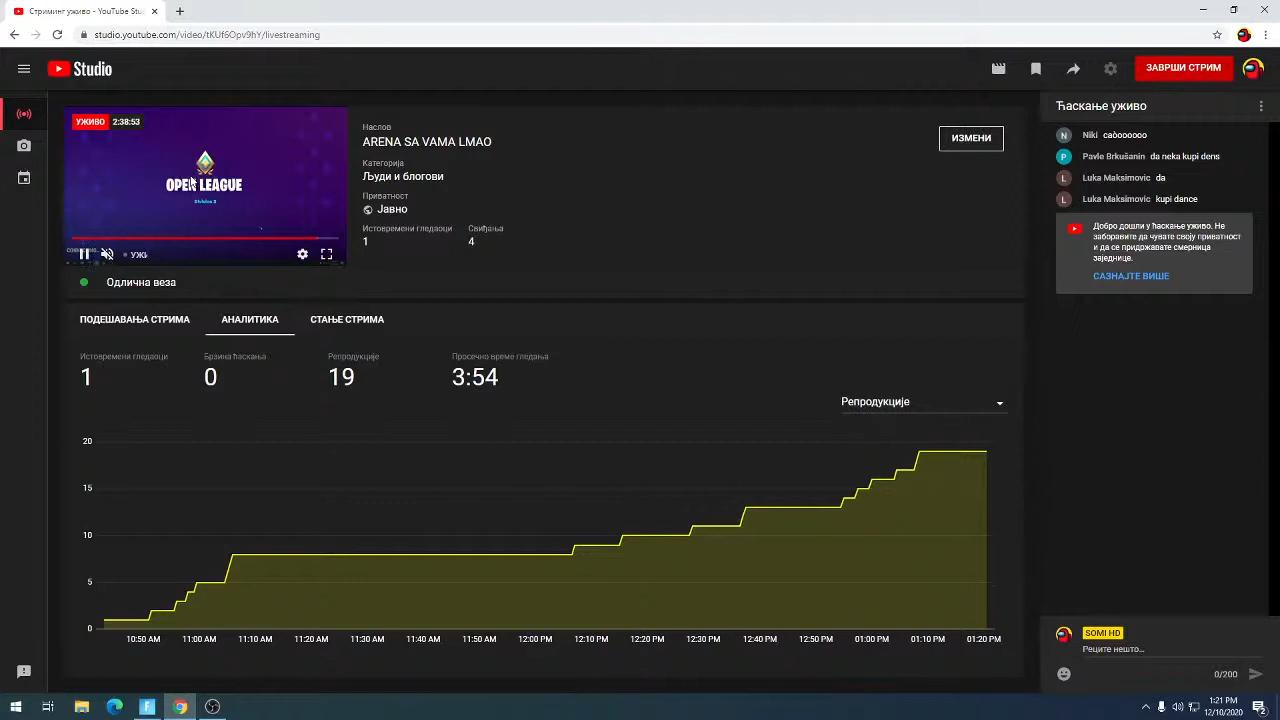 Стриминг уживо - YouTube Studio
studio.youtube.com/video/tKUf6Opv9hY/livestreaming
Studio
ЗАВРШИ СТРИМ
УЖИВО 2:38:53
OPEN LEAGUE
Division 3
УЖИ
Наслов
ARENA SA VAMA LMAO
ИЗМЕНИ
Категорија
Људи и блогови
Приватност
Јавно
Истовремени гледаоци Свиђања
1 4
Одлична веза
ПОДЕШАВАЊА СТРИМА АНАЛИТИКА СТАЊЕ СТРИМА
Истовремени гледаоци Брзина ћаскања Репродукције Просечно време гледања
1 0 19 3:54
Репродукције
20
15
10
5
0
10:50 AM 11:00 AM 11:10 AM 11:20 AM 11:30 AM 11:40 AM 11:50 AM 12:00 PM 12:10 PM 12:20 PM 12:30 PM 12:40 PM 12:50 PM 01:00 PM 01:10 PM 01:20 PM
Ћаскање уживо
N Niki саóооооо
P Pavle Brkušanin da neka kupi dens
L Luka Maksimovic da
L Luka Maksimovic kupi dance
Добро дошли у ћаскање уживо. Не
заборавите да чувате своју приватност
и да се придржавате смерница
заједнице.
САЗНАЈТЕ ВИШЕ
SOMI HD
Реците нешто...
0/200
1:21 PM
12/10/2020
2